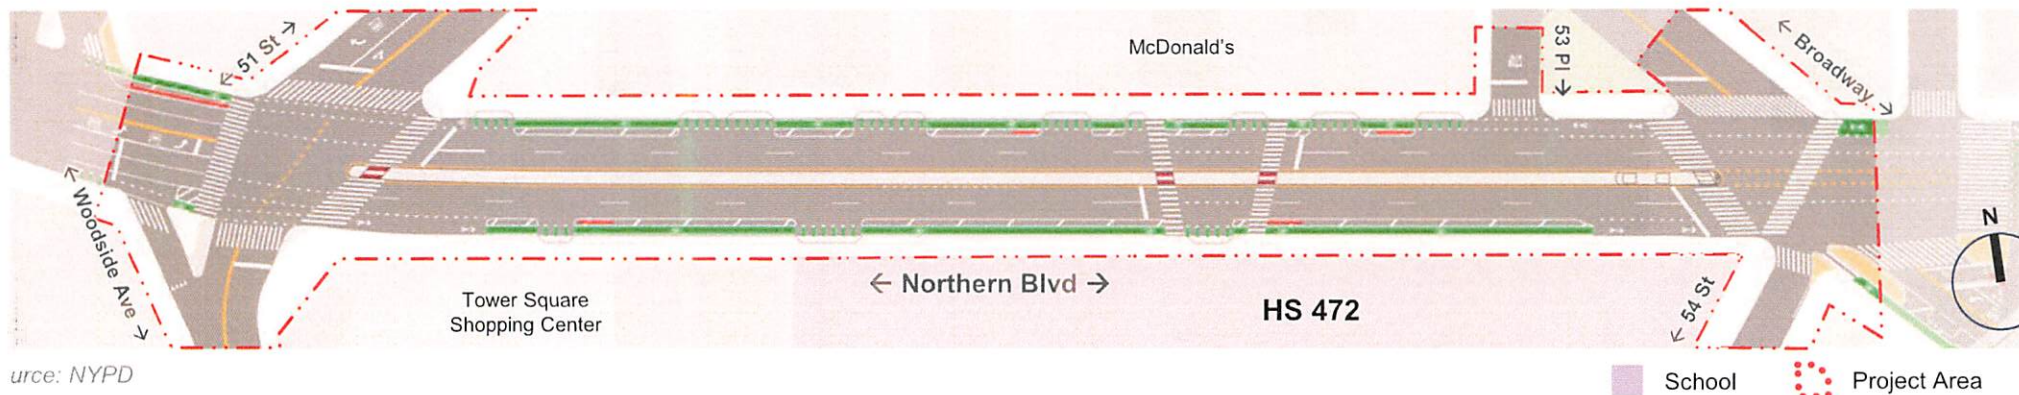 ← 51 St →
McDonald's
53 Pl →
← Broadway →
← Woodside Ave →
Tower Square
Shopping Center
← Northern Blvd →
HS 472
← 54 St
N
urce: NYPD
School
Project Area